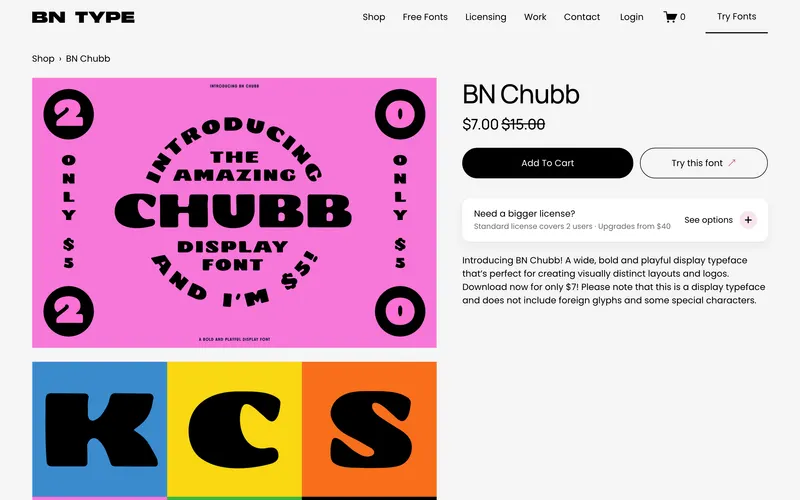 BN TYPE
Shop Free Fonts Licensing Work Contact Login 0 Try Fonts
Shop › BN Chubb
INTRODUCING BN CHUBB
2 0
ONLY $5
ONLY $5
INTRODUCING
THE
AMAZING
CHUBB
DISPLAY
FONT
AND I'M $5!
2 0
A BOLD AND PLAYFUL DISPLAY FONT
K C S
BN Chubb
$7.00 $15.00
Add To Cart Try this font ↗
Need a bigger license?
Standard license covers 2 users · Upgrades from $40
See options +
Introducing BN Chubb! A wide, bold and playful display typeface
that's perfect for creating visually distinct layouts and logos.
Download now for only $7! Please note that this is a display typeface
and does not include foreign glyphs and some special characters.